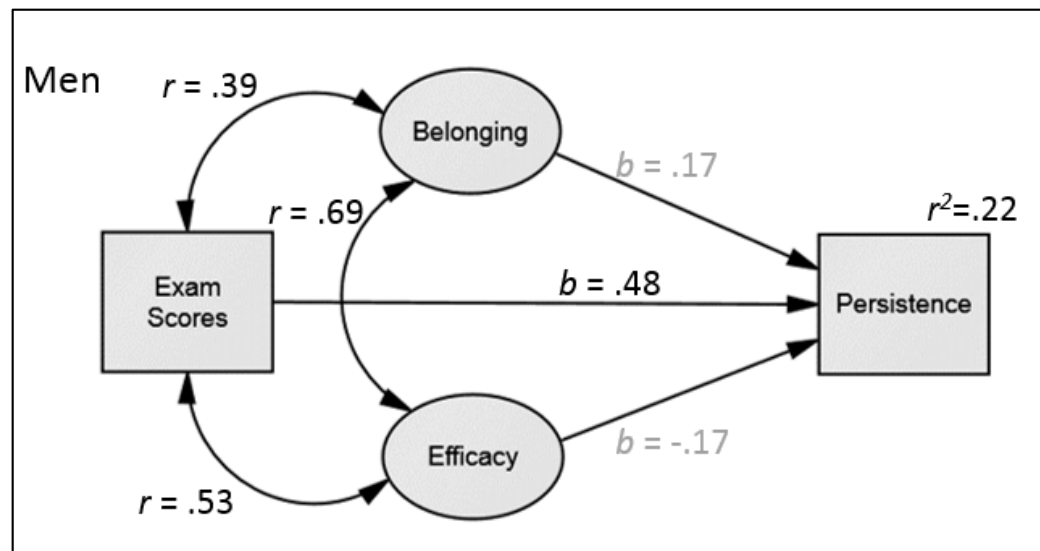 Men
r = .39
Belonging
b = .17
r = .69
r²=.22
Exam
Scores
b = .48
Persistence
Efficacy
b = -.17
r = .53